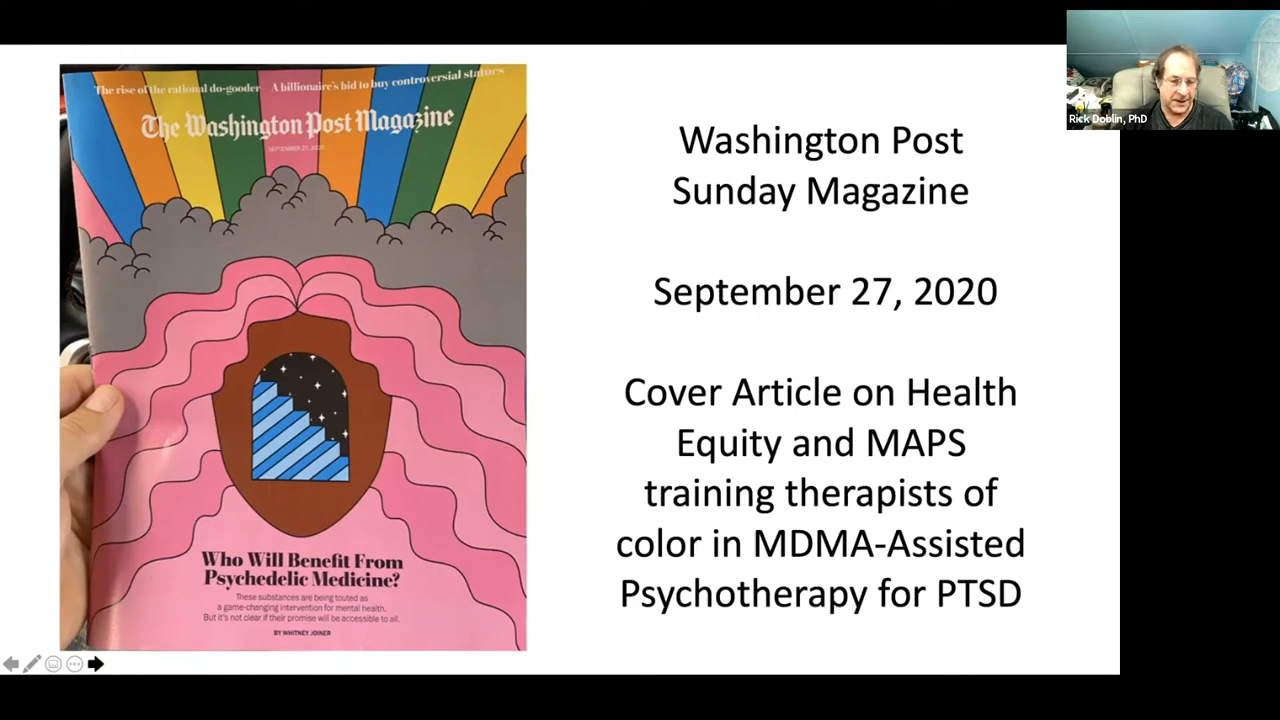 The rise of the rational do-gooder A billionaire's bid to buy controversial statues
The Washington Post Magazine
SEPTEMBER 27, 2020
Who Will Benefit From
Psychedelic Medicine?
These substances are being touted as
a game-changing intervention for mental health.
But it's not clear if their promise will be accessible to all.
BY WHITNEY JOINER
Washington Post
Sunday Magazine
September 27, 2020
Cover Article on Health
Equity and MAPS
training therapists of
color in MDMA-Assisted
Psychotherapy for PTSD
Rick Doblin, PhD